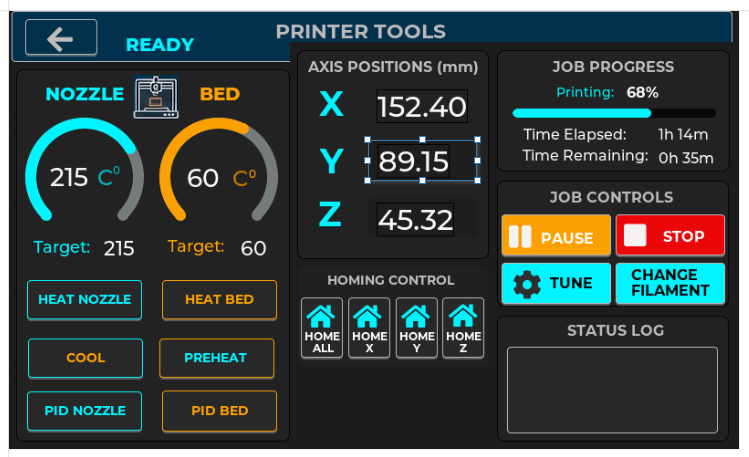 PRINTER TOOLS
READY
NOZZLE
BED
215 C⁰
60 C⁰
Target: 215
Target: 60
HEAT NOZZLE
HEAT BED
COOL
PREHEAT
PID NOZZLE
PID BED
AXIS POSITIONS (mm)
X 152.40
Y 89.15
Z 45.32
HOMING CONTROL
HOME
ALL
HOME
X
HOME
Y
HOME
Z
JOB PROGRESS
Printing: 68%
Time Elapsed: 1h 14m
Time Remaining: 0h 35m
JOB CONTROLS
PAUSE
STOP
TUNE
CHANGE
FILAMENT
STATUS LOG